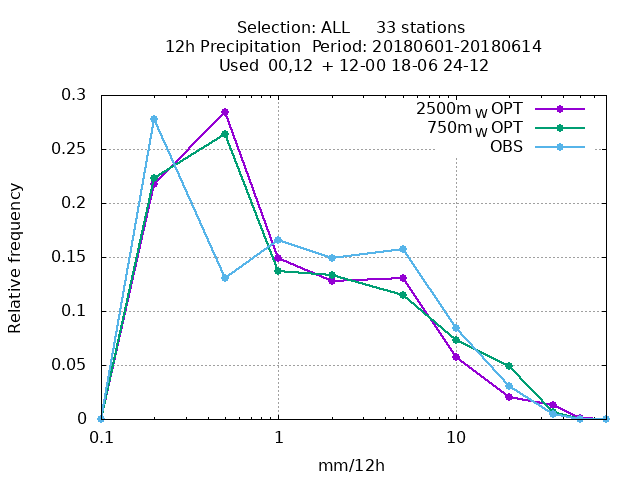 Selection: ALL 33 stations
12h Precipitation Period: 20180601-20180614
Used 00,12 + 12-00 18-06 24-12
2500m W OPT
750m W OPT
OBS
Relative frequency
0.3
0.25
0.2
0.15
0.1
0.05
0
0.1 1 10
mm/12h